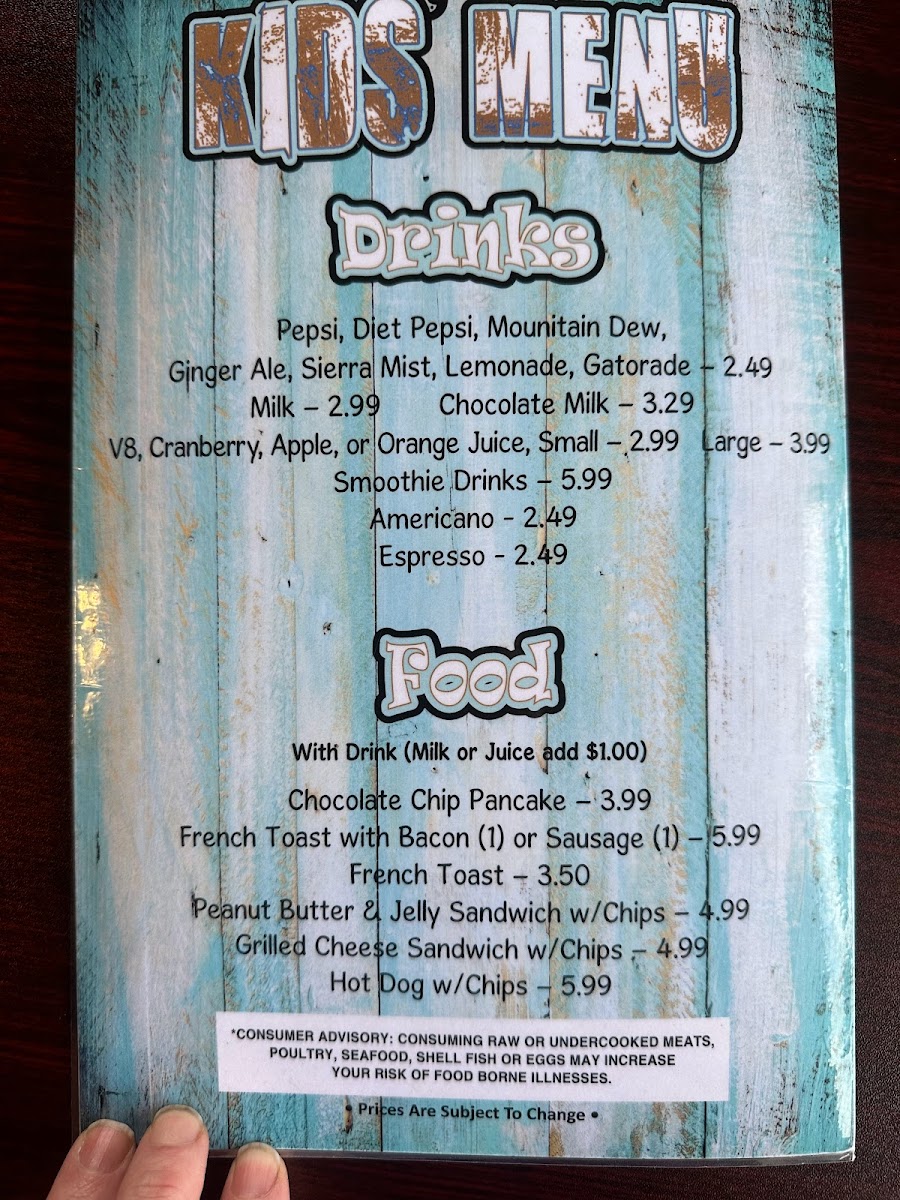 KIDS' MENU
Drinks
Pepsi, Diet Pepsi, Mounitain Dew,
Ginger Ale, Sierra Mist, Lemonade, Gatorade – 2.49
Milk – 2.99 Chocolate Milk – 3.29
V8, Cranberry, Apple, or Orange Juice, Small – 2.99 Large – 3.99
Smoothie Drinks – 5.99
Americano - 2.49
Espresso - 2.49
Food
With Drink (Milk or Juice add $1.00)
Chocolate Chip Pancake – 3.99
French Toast with Bacon (1) or Sausage (1) – 5.99
French Toast – 3.50
Peanut Butter & Jelly Sandwich w/Chips – 4.99
Grilled Cheese Sandwich w/Chips – 4.99
Hot Dog w/Chips – 5.99
*CONSUMER ADVISORY: CONSUMING RAW OR UNDERCOOKED MEATS,
POULTRY, SEAFOOD, SHELL FISH OR EGGS MAY INCREASE
YOUR RISK OF FOOD BORNE ILLNESSES.
• Prices Are Subject To Change •